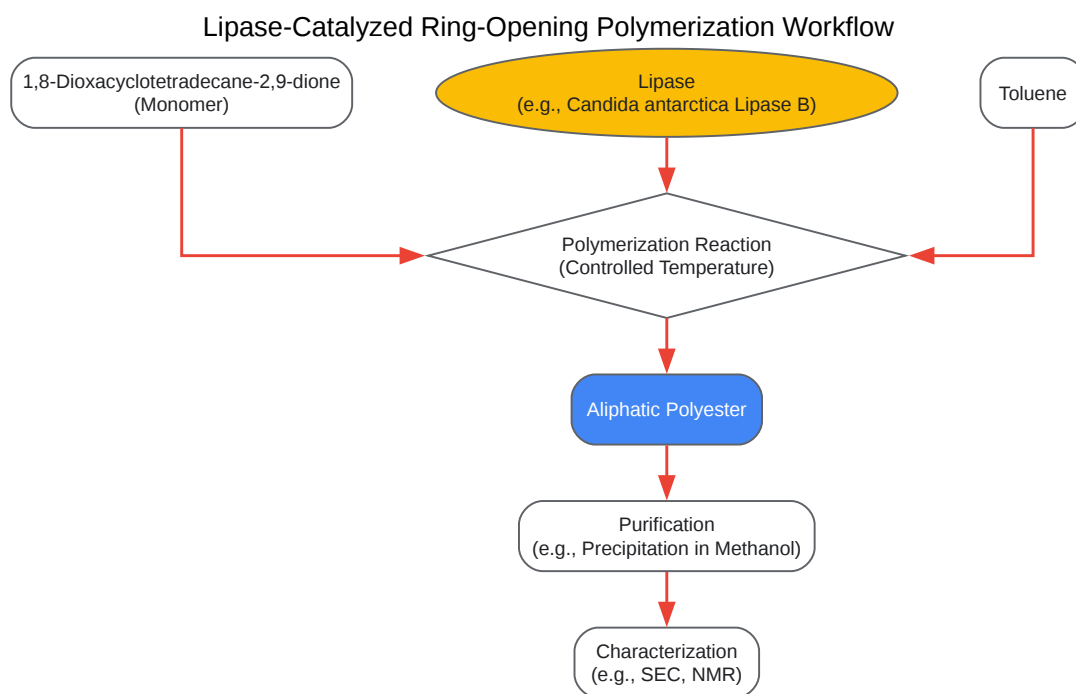 Lipase-Catalyzed Ring-Opening Polymerization Workflow
1,8-Dioxacyclotetradecane-2,9-dione
(Monomer)
Lipase
(e.g., Candida antarctica Lipase B)
Toluene
Polymerization Reaction
(Controlled Temperature)
Aliphatic Polyester
Purification
(e.g., Precipitation in Methanol)
Characterization
(e.g., SEC, NMR)